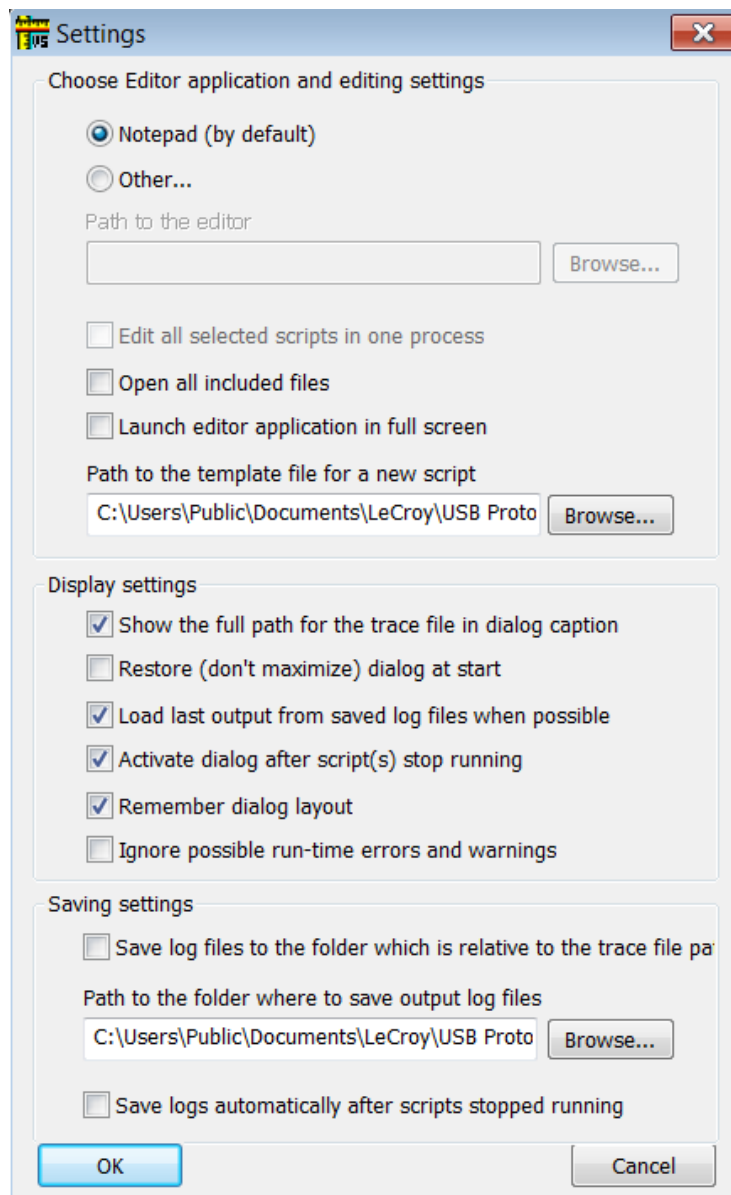 Settings
Choose Editor application and editing settings
Notepad (by default)
Other...
Path to the editor
Browse...
Edit all selected scripts in one process
Open all included files
Launch editor application in full screen
Path to the template file for a new script
C:\Users\Public\Documents\LeCroy\USB Proto
Browse...
Display settings
Show the full path for the trace file in dialog caption
Restore (don't maximize) dialog at start
Load last output from saved log files when possible
Activate dialog after script(s) stop running
Remember dialog layout
Ignore possible run-time errors and warnings
Saving settings
Save log files to the folder which is relative to the trace file
Path to the folder where to save output log files
C:\Users\Public\Documents\LeCroy\USB Proto
Browse...
Save logs automatically after scripts stopped running
OK Cancel